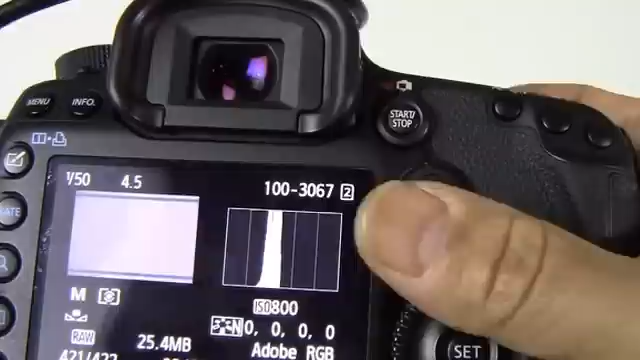 MENU INFO.
START/
STOP
1/50 4.5 100-3067 2
M
ISO800
N 0, 0, 0, 0
RAW 25.4MB
421/422
Adobe RGB
SET